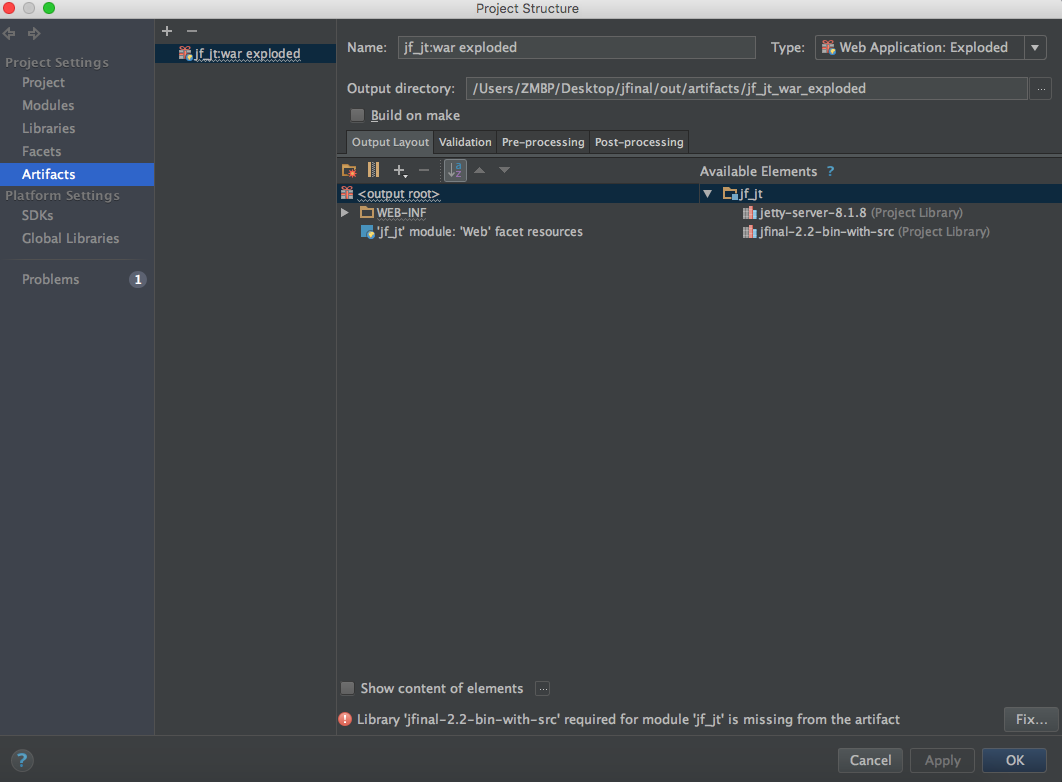 Project Structure
Project Settings
Project
Modules
Libraries
Facets
Artifacts
Platform Settings
SDKs
Global Libraries
Problems 1
jf_jt:war exploded
Name: jf_jt:war exploded Type: Web Application: Exploded
Output directory: /Users/ZMBP/Desktop/jfinal/out/artifacts/jf_jt_war_exploded ...
Build on make
Output Layout Validation Pre-processing Post-processing
a z Available Elements ?
<output root> jf_jt
WEB-INF jetty-server-8.1.8 (Project Library)
'jf_jt' module: 'Web' facet resources jfinal-2.2-bin-with-src (Project Library)
Show content of elements ...
Library 'jfinal-2.2-bin-with-src' required for module 'jf_jt' is missing from the artifact Fix...
? Cancel Apply OK